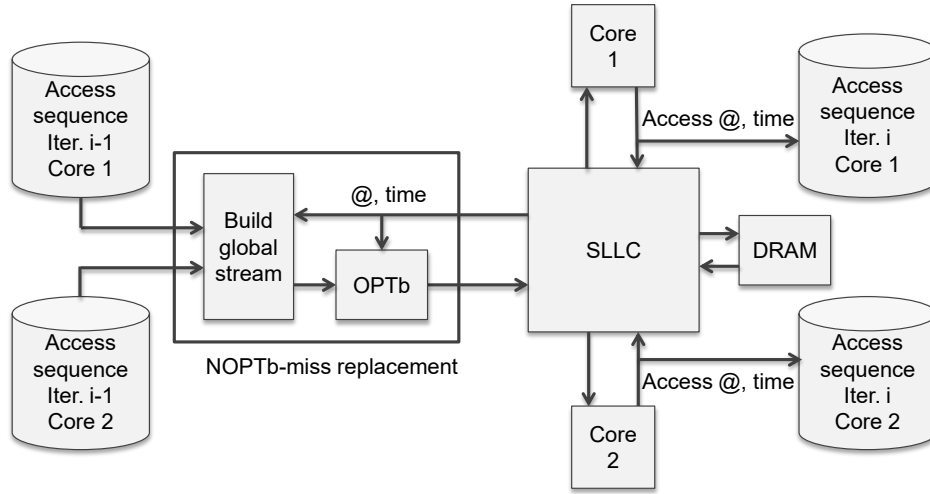 Access
sequence
Iter. i-1
Core 1
Core
1
Access @, time
Access
sequence
Iter. i
Core 1
Build
global
stream
@, time
OPTb
SLLC
DRAM
NOPTb-miss replacement
Access
sequence
Iter. i-1
Core 2
Access @, time
Core
2
Access
sequence
Iter. i
Core 2